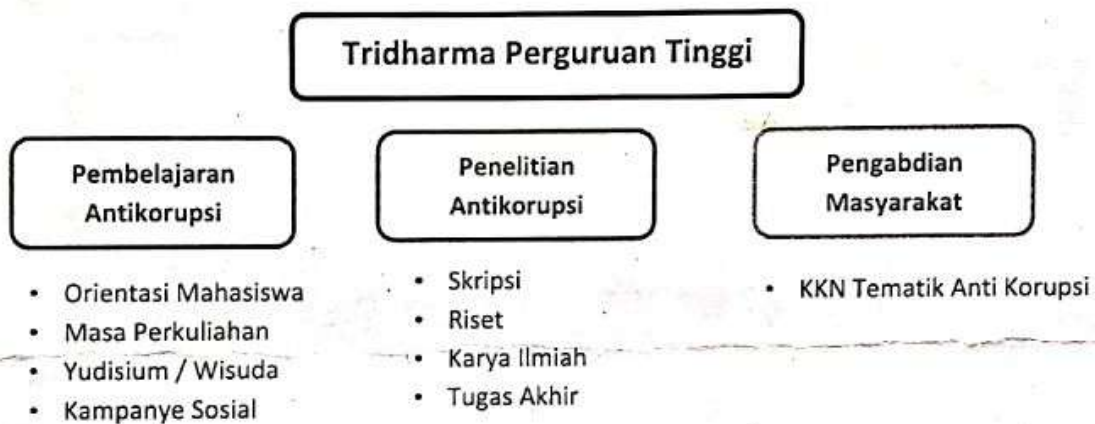 Tridharma Perguruan Tinggi
Pembelajaran
Antikorupsi
• Orientasi Mahasiswa
• Masa Perkuliahan
• Yudisium / Wisuda
• Kampanye Sosial
Penelitian
Antikorupsi
• Skripsi
• Riset
• Karya Ilmiah
• Tugas Akhir
Pengabdian
Masyarakat
• KKN Tematik Anti Korupsi